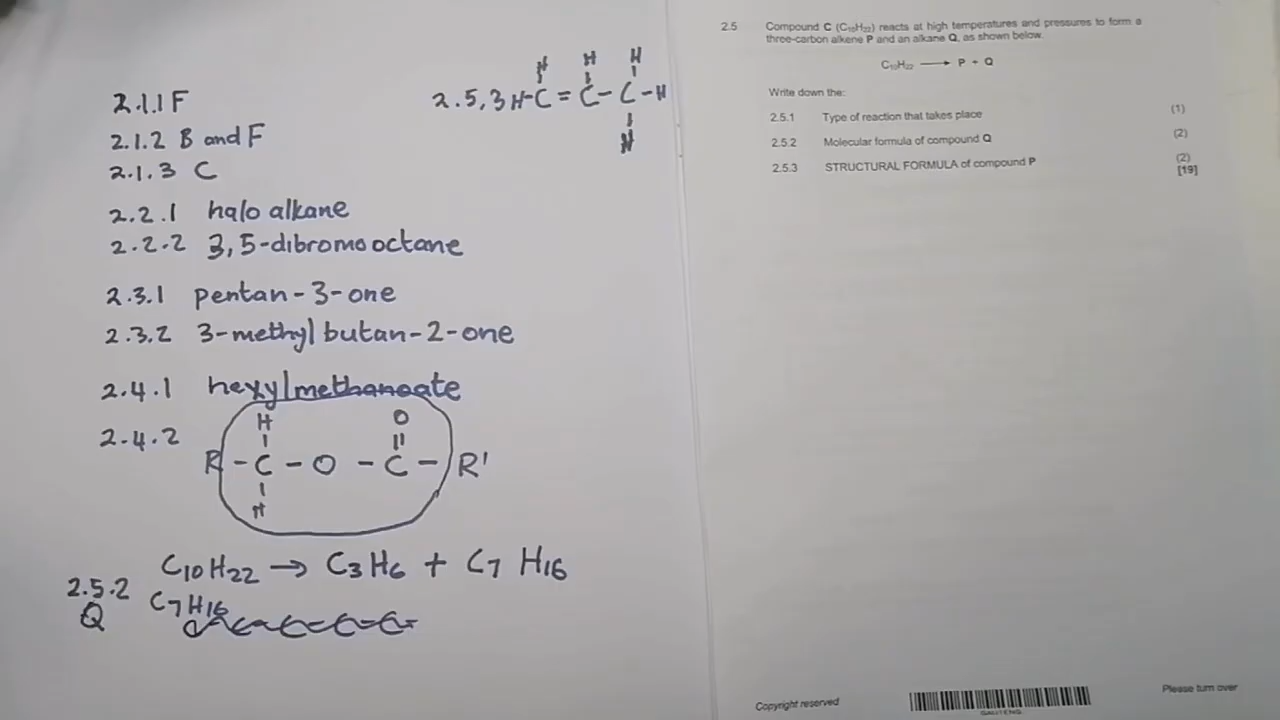 2.1.1 F
2.1.2 B and F
2.1.3 C
2.2.1 halo alkane
2.2.2 3,5-dibromooctane
2.3.1 pentan-3-one
2.3.2 3-methyl butan-2-one
2.4.1 hexylmethanoate
2.4.2
H
O
R - C - O - C - R'
H
C10H22 → C3H6 + C7 H16
2.5.2 C7H16
Q
H H H
2.5,3 H-C = C - C - H
H
2.5 Compound C (C10H22) reacts at high temperatures and pressures to form a
three-carbon alkene P and an alkane Q, as shown below.
C10H22 → P + Q
Write down the:
2.5.1 Type of reaction that takes place (1)
2.5.2 Molecular formula of compound Q (2)
2.5.3 STRUCTURAL FORMULA of compound P (2)
[19]
Copyright reserved
Please turn over